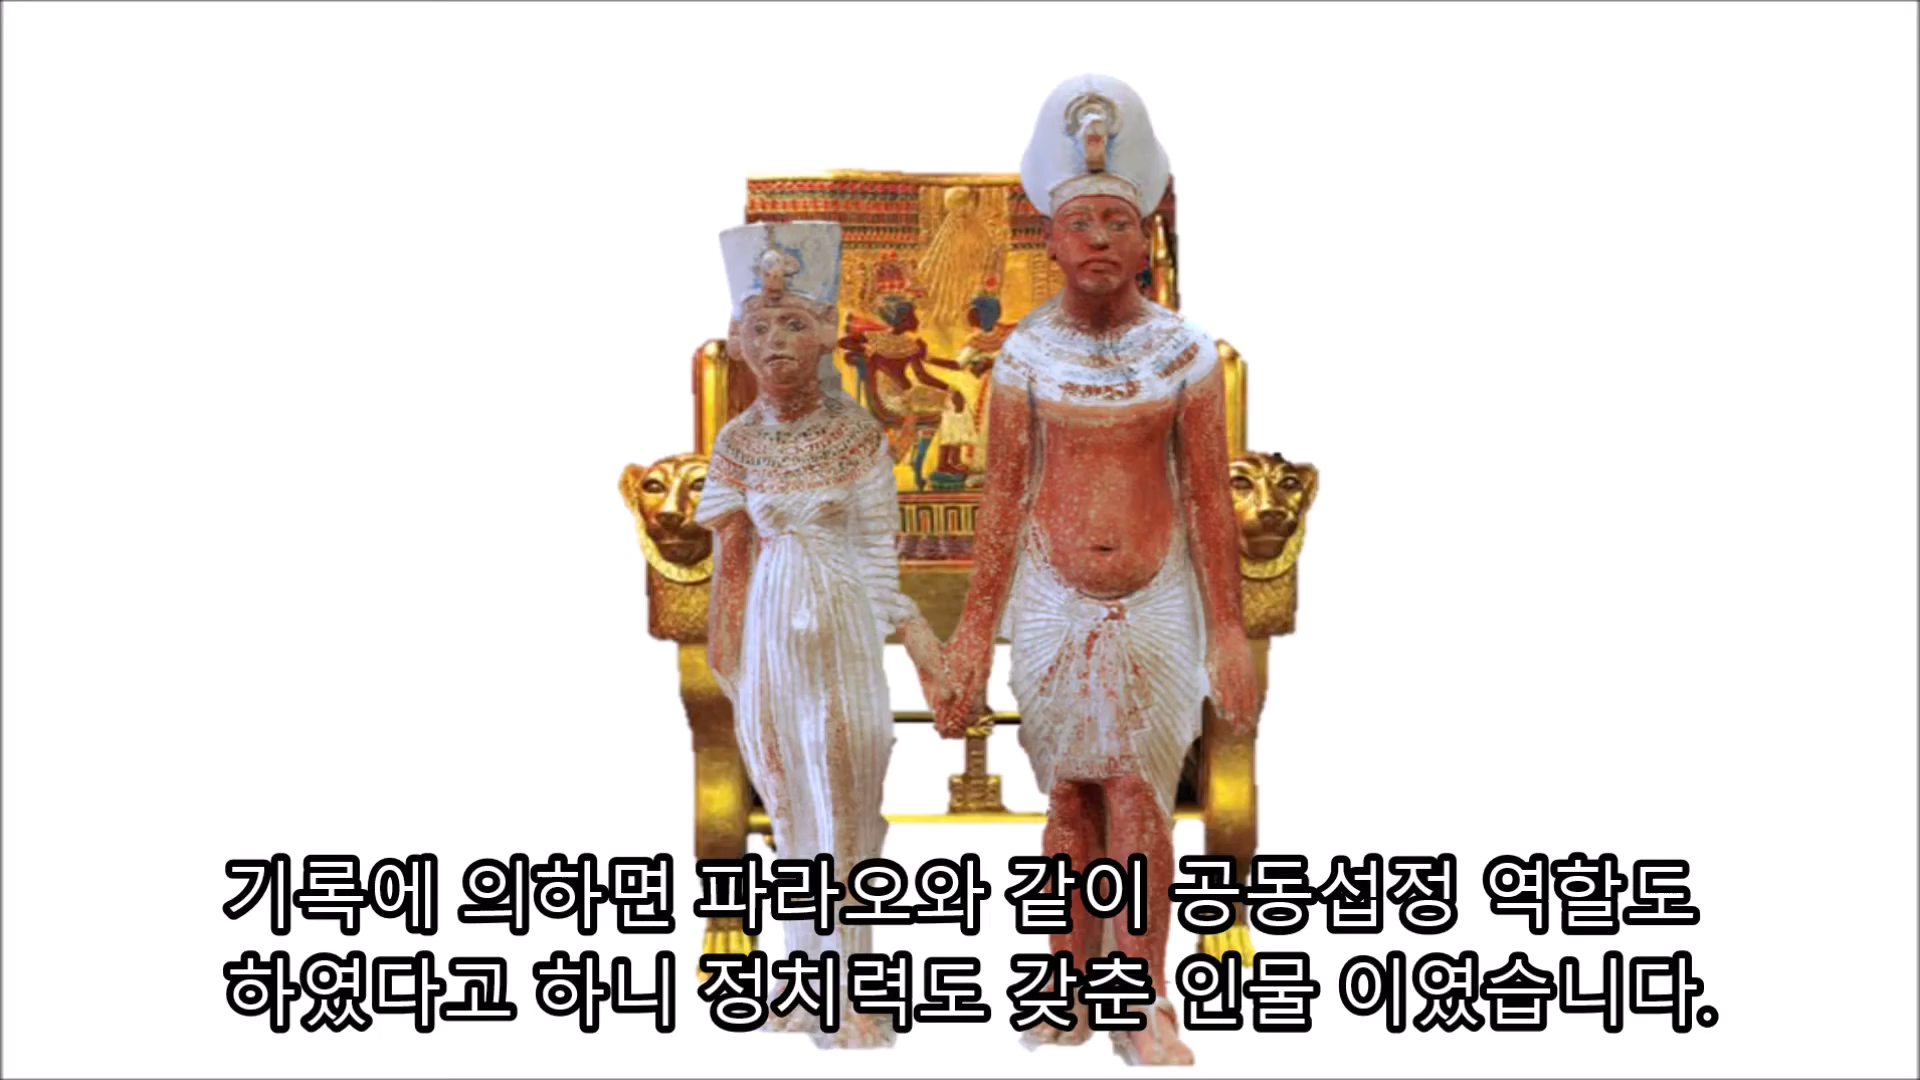 기록에 의하면 파라오와 같이 공동섭정 역할도
하였다고 하니 정치력도 갖춘 인물 이였습니다.